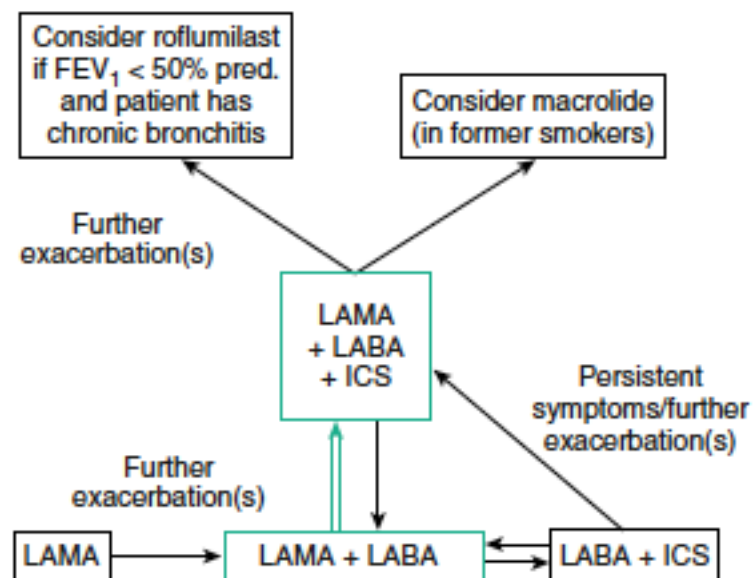 Consider roflumilast
if FEV₁ < 50% pred.
and patient has
chronic bronchitis
Consider macrolide
(in former smokers)
Further
exacerbation(s)
LAMA
+ LABA
+ ICS
Persistent
symptoms/further
exacerbation(s)
Further
exacerbation(s)
LAMA
LAMA + LABA
LABA + ICS